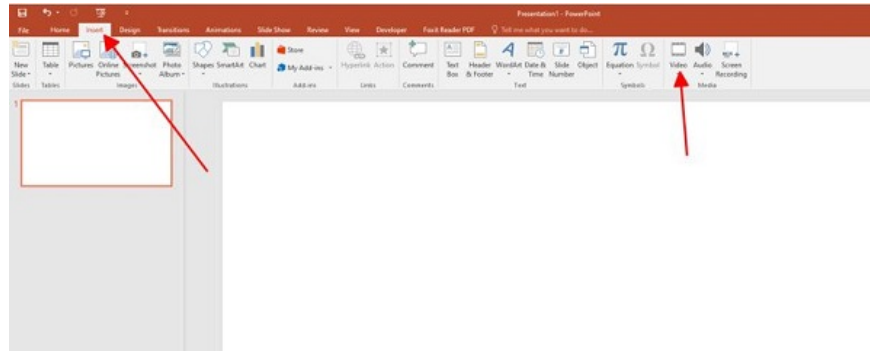 Presentation1 - PowerPoint
File Home Insert Design Transitions Animations Slide Show Review View Developer Foxit Reader PDF Tell me what you want to do...
New Slide Table Pictures Online Pictures Screenshot Photo Album Shapes SmartArt Chart Store My Add-ins Hyperlink Action Comment Text Box Header & Footer WordArt Date & Time Slide Number Object Equation Symbol Video Audio Screen Recording
Slides Tables Images Illustrations Add-ins Links Comments Text Symbols Media
1